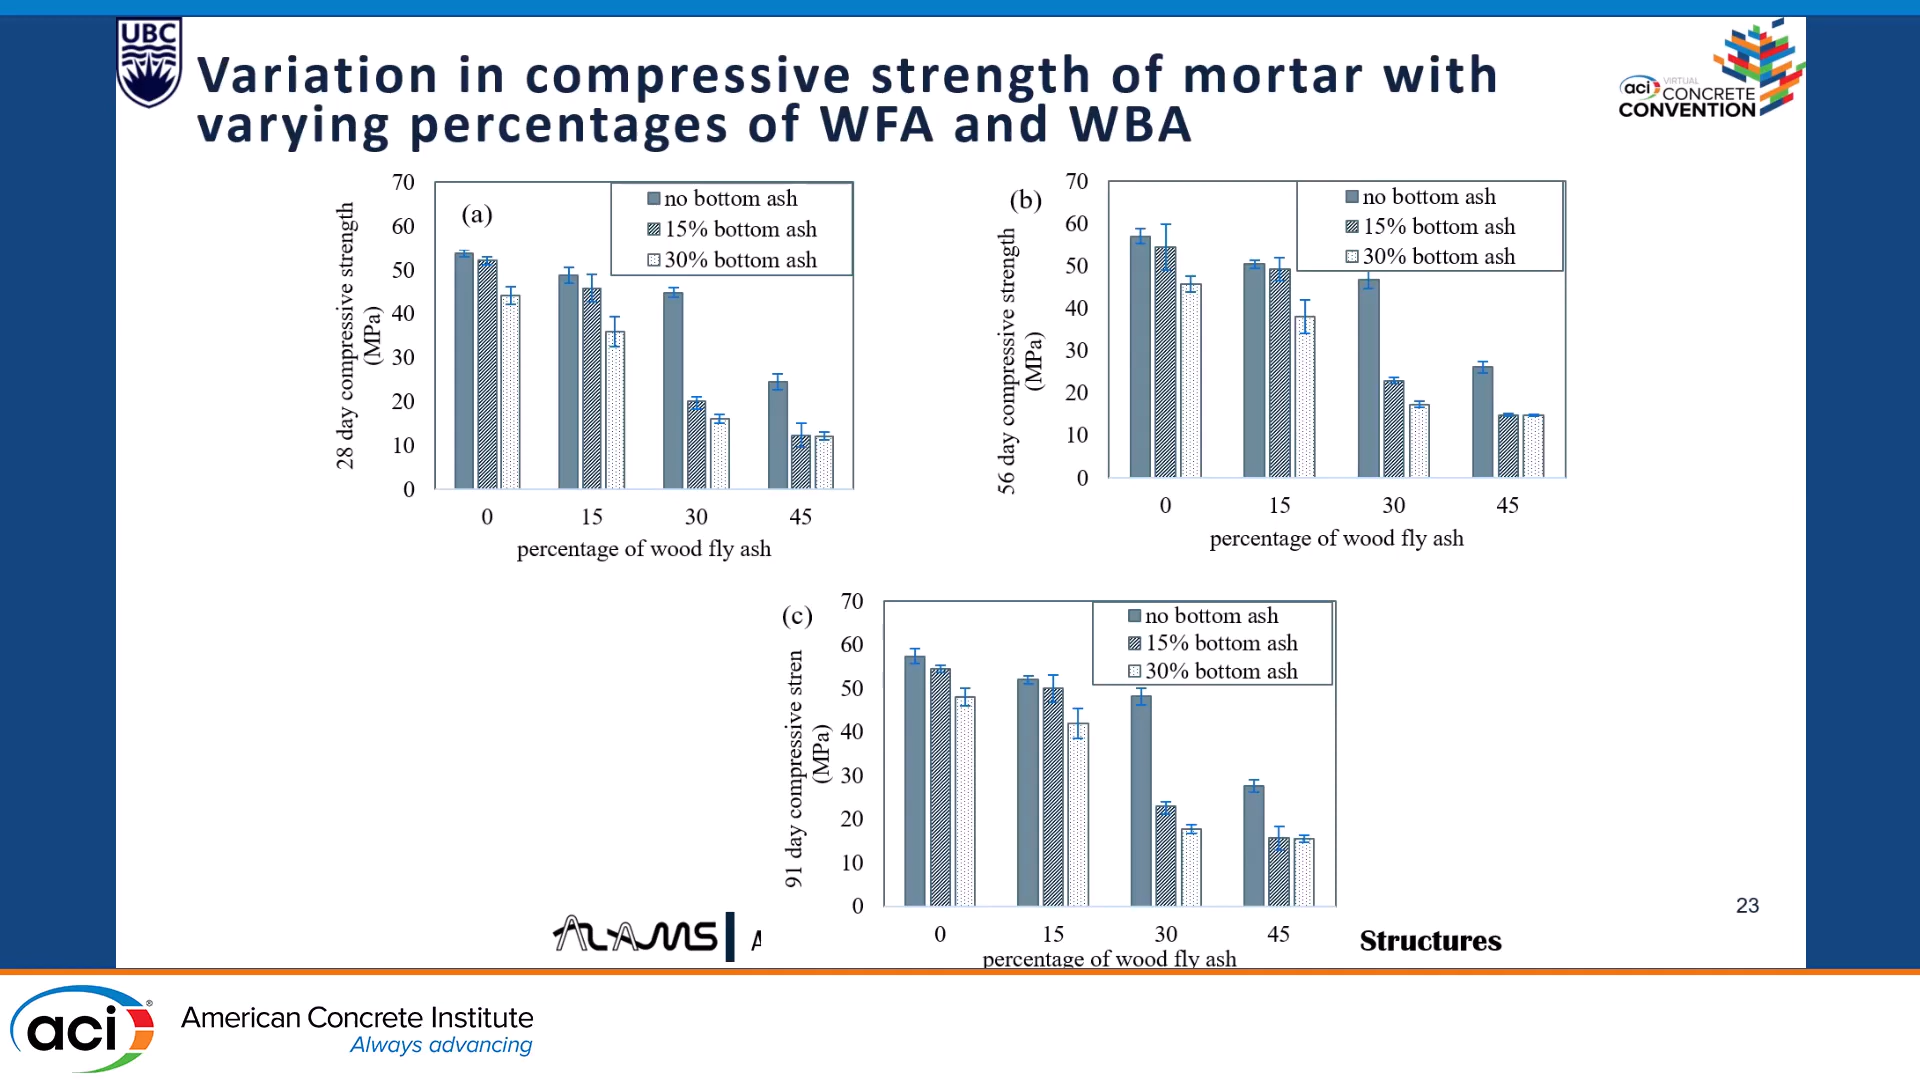 UBC
Variation in compressive strength of mortar with
varying percentages of WFA and WBA
aci VIRTUAL
CONCRETE
CONVENTION
(a)
28 day compressive strength
(MPa)
70
60
50
40
30
20
10
0
no bottom ash
15% bottom ash
30% bottom ash
0 15 30 45
percentage of wood fly ash
(b)
56 day compressive strength
(MPa)
70
60
50
40
30
20
10
0
no bottom ash
15% bottom ash
30% bottom ash
0 15 30 45
percentage of wood fly ash
(c)
91 day compressive stren
(MPa)
70
60
50
40
30
20
10
0
no bottom ash
15% bottom ash
30% bottom ash
0 15 30 45
percentage of wood fly ash
23
Structures
aci ®
American Concrete Institute
Always advancing